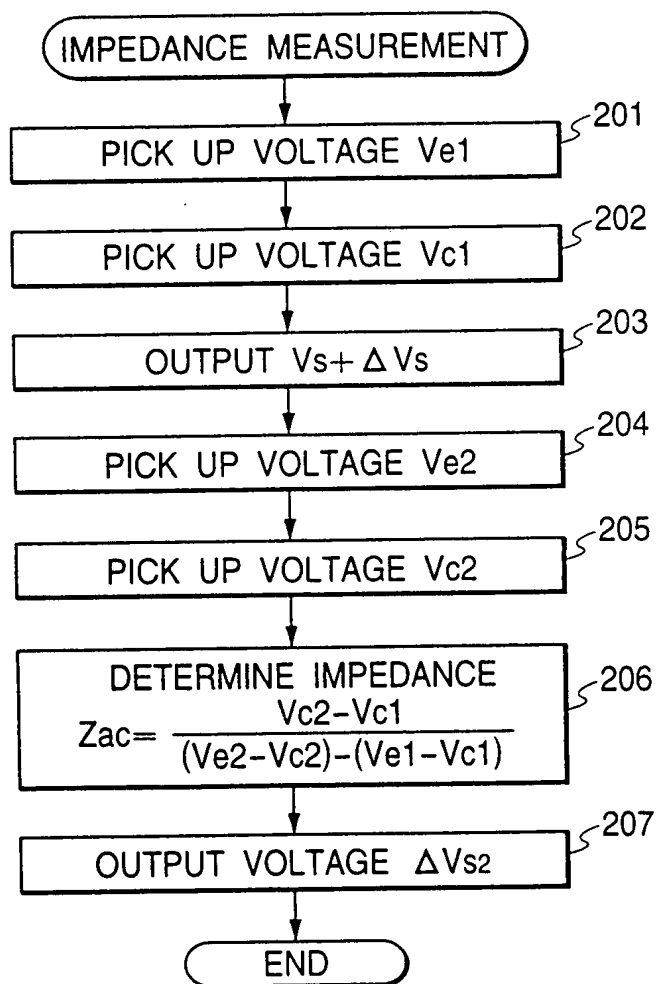 IMPEDANCE MEASUREMENT
201
PICK UP VOLTAGE Ve1
202
PICK UP VOLTAGE Vc1
203
OUTPUT Vs+ Δ Vs
204
PICK UP VOLTAGE Ve2
205
PICK UP VOLTAGE Vc2
206
DETERMINE IMPEDANCE
Vc2-Vc1
Zac=
(Ve2-Vc2)-(Ve1-Vc1)
207
OUTPUT VOLTAGE ΔVs2
END